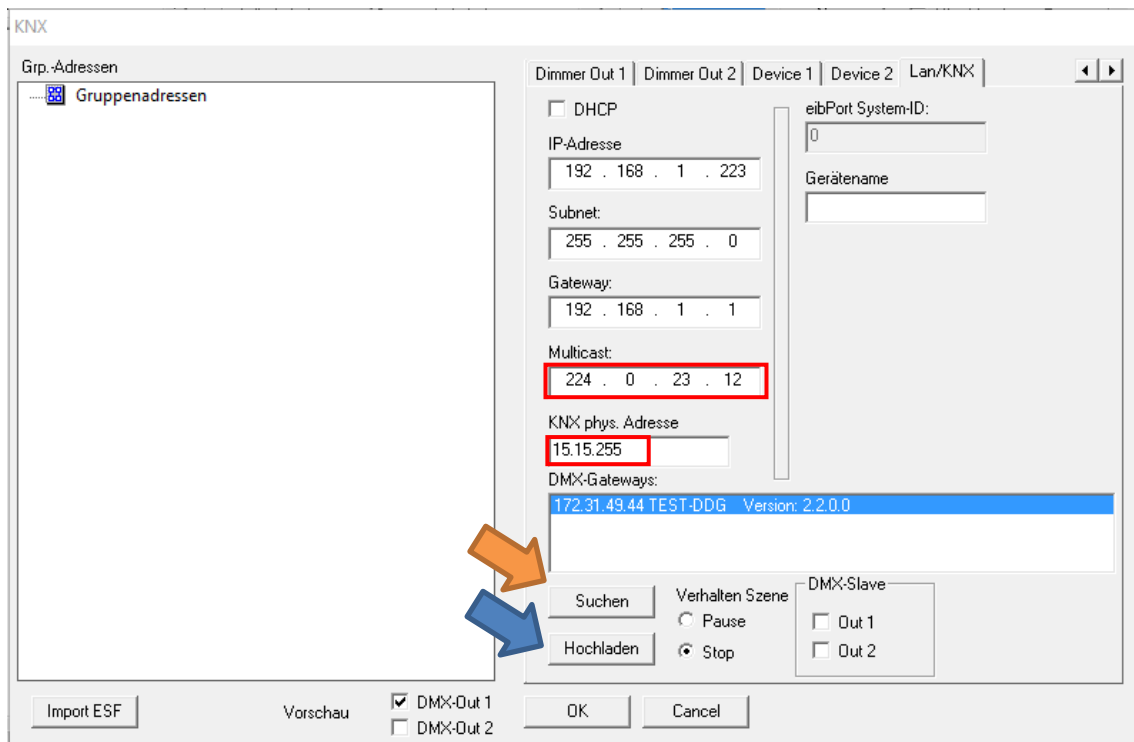 KNX
Grp.-Adressen
Gruppenadressen
Dimmer Out 1 Dimmer Out 2 Device 1 Device 2 Lan/KNX
DHCP
IP-Adresse
192 . 168 . 1 . 223
Subnet:
255 . 255 . 255 . 0
Gateway:
192 . 168 . 1 . 1
Multicast:
224 . 0 . 23 . 12
KNX phys. Adresse
15.15.255
eibPort System-ID:
0
Gerätename
DMX-Gateways:
172.31.49.44 TEST-DDG Version: 2.2.0.0
Suchen
Hochladen
Verhalten Szene
Pause
Stop
DMX-Slave
Out 1
Out 2
Import ESF
Vorschau
DMX-Out 1
DMX-Out 2
OK
Cancel